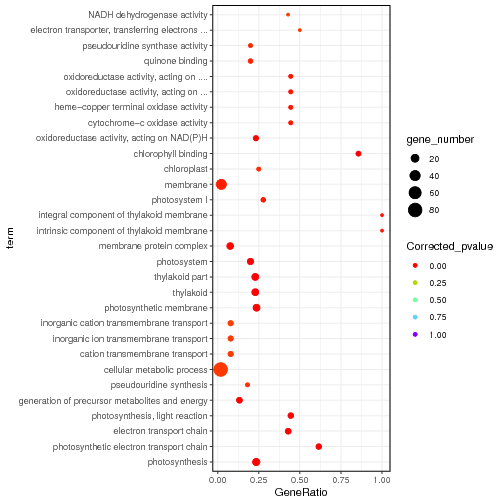 NADH dehydrogenase activity
electron transporter, transferring electrons ...
pseudouridine synthase activity
quinone binding
oxidoreductase activity, acting on ....
oxidoreductase activity, acting on ...
heme−copper terminal oxidase activity
cytochrome−c oxidase activity
oxidoreductase activity, acting on NAD(P)H
chlorophyll binding
chloroplast
membrane
photosystem I
integral component of thylakoid membrane
intrinsic component of thylakoid membrane
membrane protein complex
photosystem
thylakoid part
thylakoid
photosynthetic membrane
inorganic cation transmembrane transport
inorganic ion transmembrane transport
cation transmembrane transport
cellular metabolic process
pseudouridine synthesis
generation of precursor metabolites and energy
photosynthesis, light reaction
electron transport chain
photosynthetic electron transport chain
photosynthesis
term
0.00 0.25 0.50 0.75 1.00
GeneRatio
gene_number
20
40
60
80
Corrected_pvalue
0.00
0.25
0.50
0.75
1.00